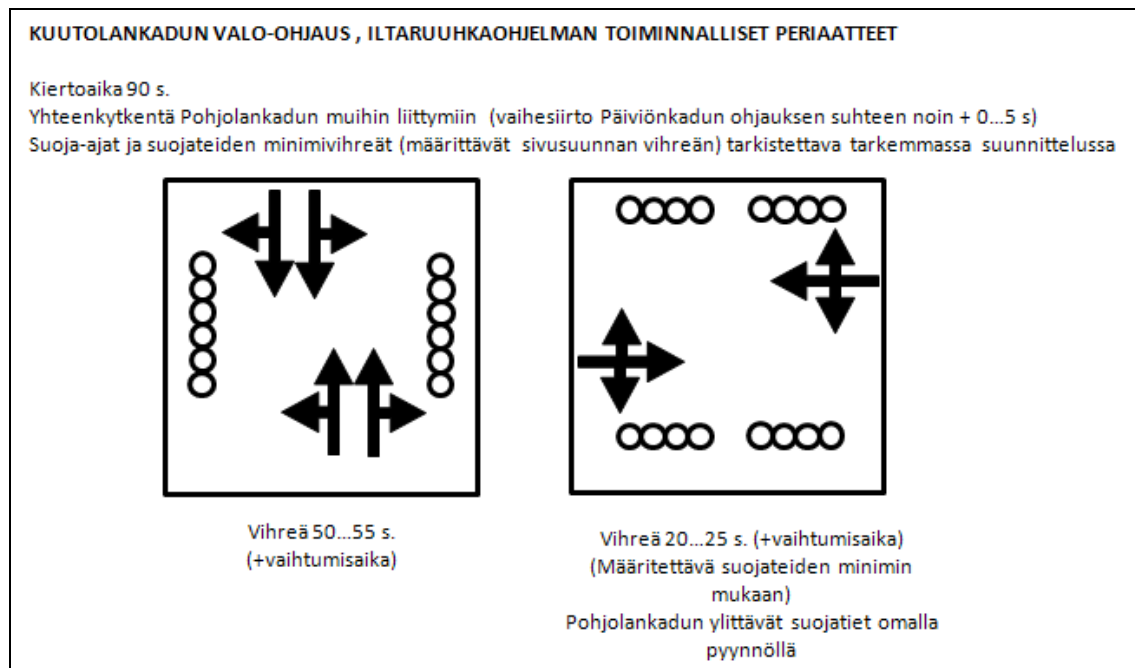 KUUTOLANKADUN VALO-OHJAUS , ILTARUUHKAOHJELMAN TOIMINNALLISET PERIAATTEET
Kiertoaika 90 s.
Yhteenkytkentä Pohjolankadun muihin liittymiin (vaihesiirto Päiviönkadun ohjauksen suhteen noin + 0...5 s)
Suoja-ajat ja suojateiden minimivihreät (määrittävät sivusuunnan vihreän) tarkistettava tarkemmassa suunnittelussa
Vihreä 50...55 s.
(+vaihtumisaika)
Vihreä 20...25 s. (+vaihtumisaika)
(Määritettävä suojateiden minimin
mukaan)
Pohjolankadun ylittävät suojatiet omalla
pyynnöllä